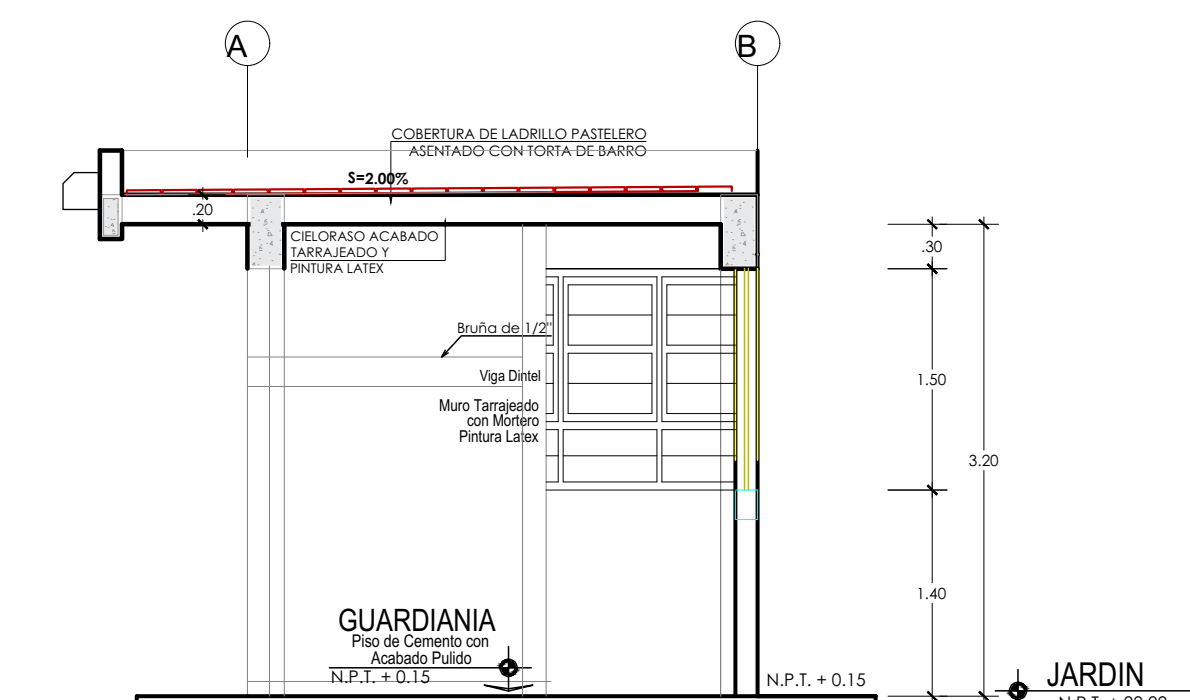 A
B
COBERTURA DE LADRILLO PASTELERO
ASENTADO CON TORTA DE BARRO
S=2.00%
.20
CIELORASO ACABADO
TARRAJEADO Y
PINTURA LATEX
.30
Bruña de 1/2"
Viga Dintel
1.50
Muro Tarrajeado
con Mortero
Pintura Latex
3.20
1.40
GUARDIANIA
Piso de Cemento con
Acabado Pulido
N.P.T. + 0.15
N.P.T. + 0.15
JARDIN
N.P.T. + 00.00